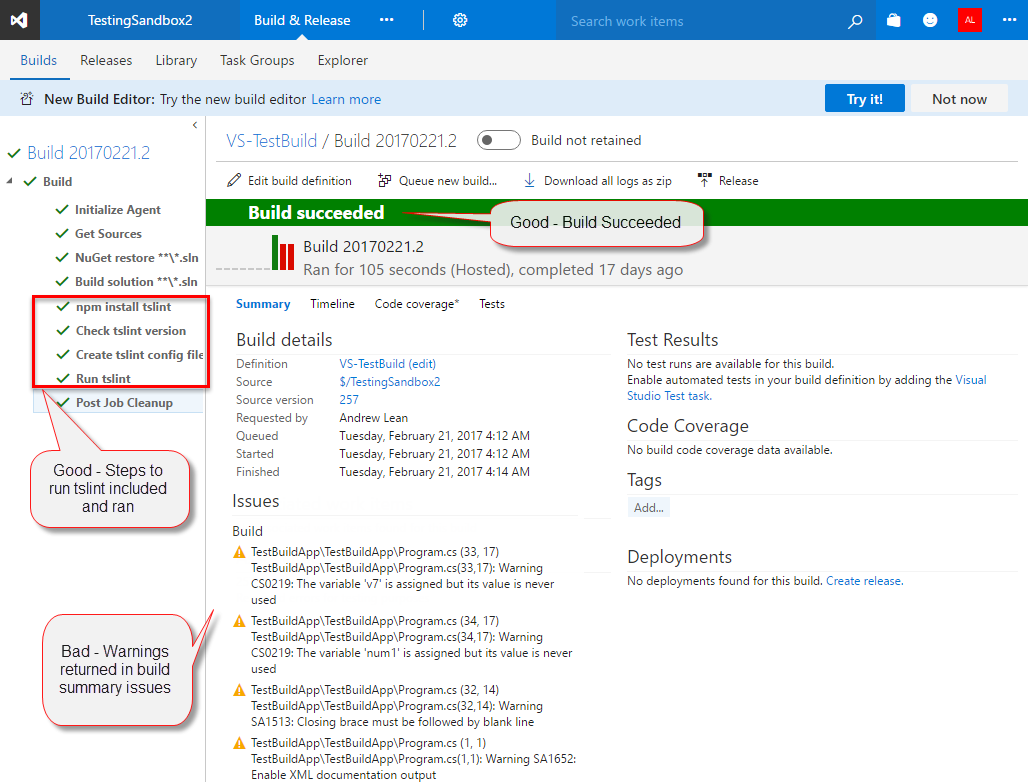 TestingSandbox2
Build & Release
Search work items
AL
Builds Releases Library Task Groups Explorer
New Build Editor: Try the new build editor Learn more
Try it!
Not now
Build 20170221.2
Build
Initialize Agent
Get Sources
NuGet restore **\*.sln
Build solution **\*.sln
npm install tslint
Check tslint version
Create tslint config file
Run tslint
Post Job Cleanup
Good - Steps to
run tslint included
and ran
Bad - Warnings
returned in build
summary issues
VS-TestBuild / Build 20170221.2
Build not retained
Edit build definition
Queue new build...
Download all logs as zip
Release
Build succeeded
Good - Build Succeeded
Build 20170221.2
Ran for 105 seconds (Hosted), completed 17 days ago
Summary Timeline Code coverage* Tests
Build details
Definition VS-TestBuild (edit)
Source $/TestingSandbox2
Source version 257
Requested by Andrew Lean
Queued Tuesday, February 21, 2017 4:12 AM
Started Tuesday, February 21, 2017 4:12 AM
Finished Tuesday, February 21, 2017 4:14 AM
Issues
Build
TestBuildApp\TestBuildApp\Program.cs (33, 17)
TestBuildApp\TestBuildApp\Program.cs(33,17): Warning
CS0219: The variable 'v7' is assigned but its value is never
used
TestBuildApp\TestBuildApp\Program.cs (34, 17)
TestBuildApp\TestBuildApp\Program.cs(34,17): Warning
CS0219: The variable 'num1' is assigned but its value is never
used
TestBuildApp\TestBuildApp\Program.cs (32, 14)
TestBuildApp\TestBuildApp\Program.cs(32,14): Warning
SA1513: Closing brace must be followed by blank line
TestBuildApp\TestBuildApp\Program.cs (1, 1)
TestBuildApp\TestBuildApp\Program.cs(1,1): Warning SA1652:
Enable XML documentation output
Test Results
No test runs are available for this build.
Enable automated tests in your build definition by adding the Visual
Studio Test task.
Code Coverage
No build code coverage data available.
Tags
Add...
Deployments
No deployments found for this build. Create release.